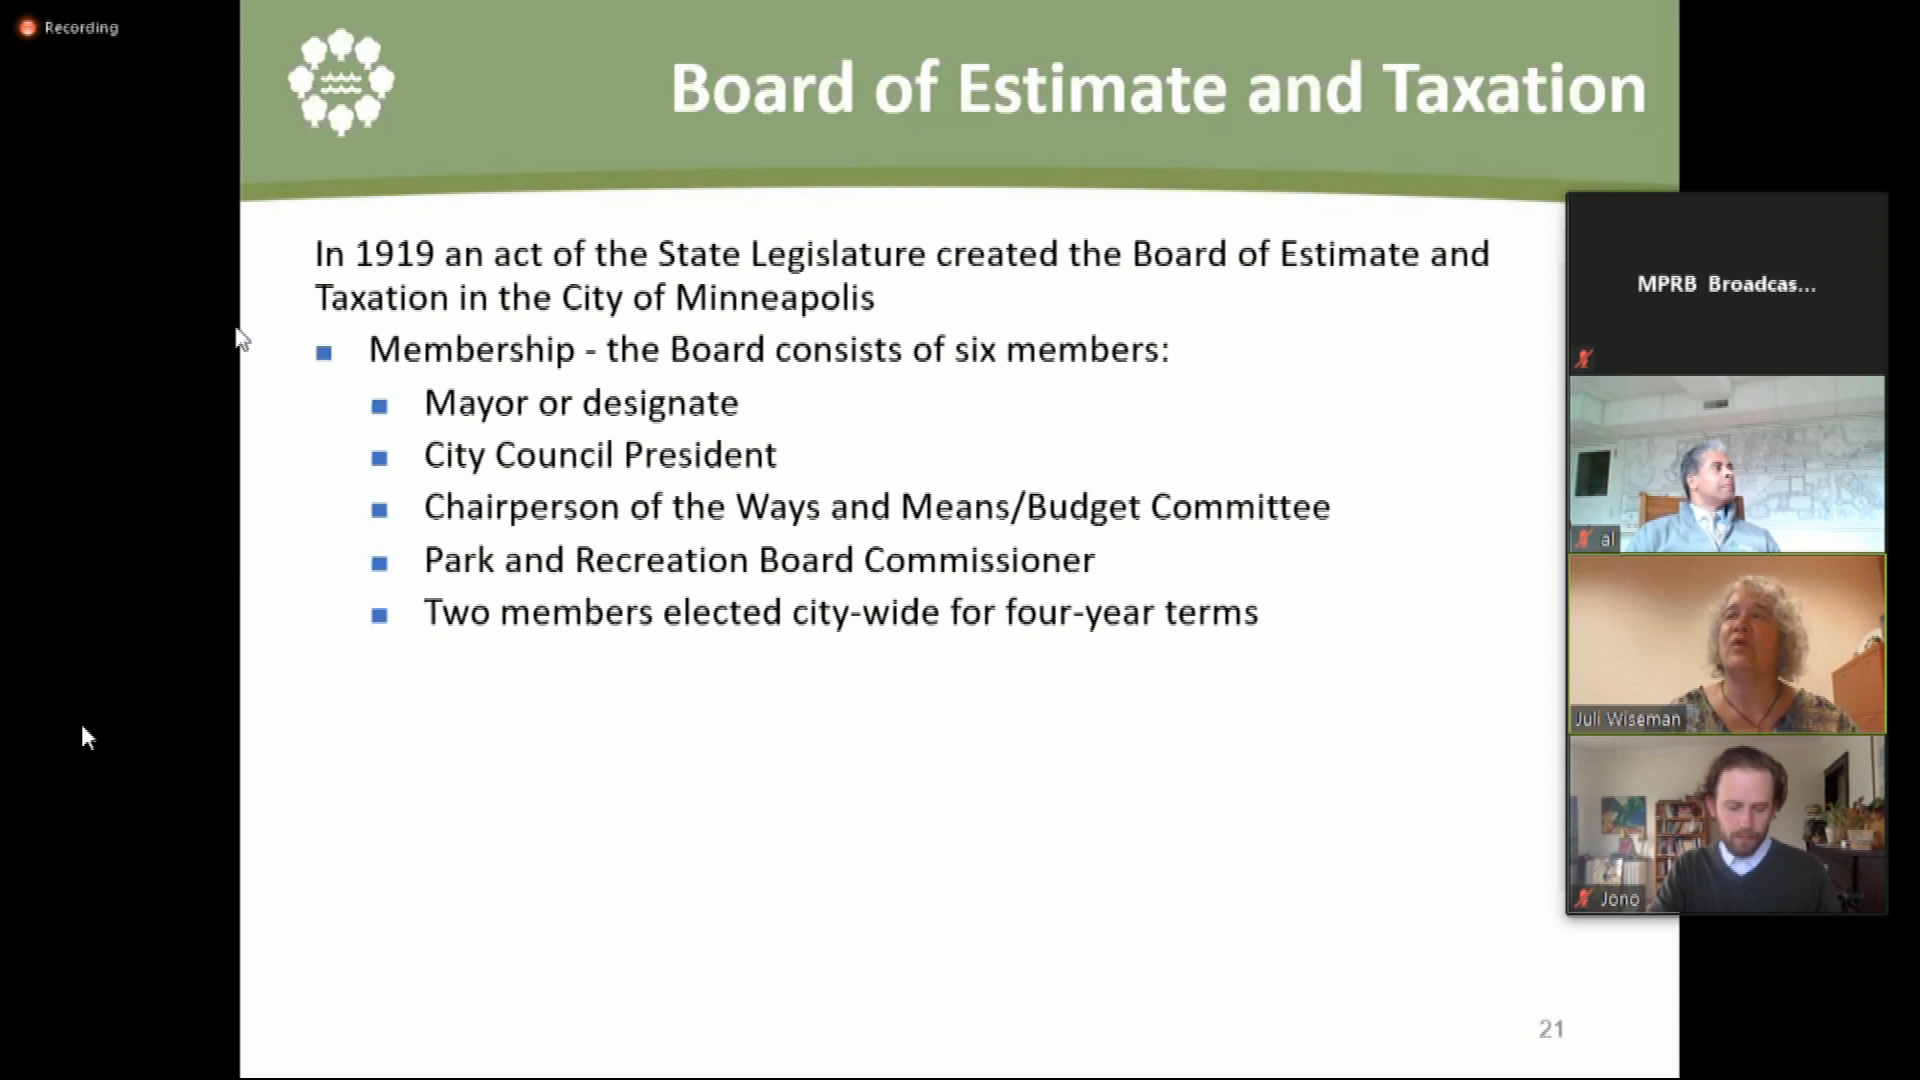 Recording
Board of Estimate and Taxation
In 1919 an act of the State Legislature created the Board of Estimate and
Taxation in the City of Minneapolis
Membership - the Board consists of six members:
Mayor or designate
City Council President
Chairperson of the Ways and Means/Budget Committee
Park and Recreation Board Commissioner
Two members elected city-wide for four-year terms
21
MPRB Broadcas...
al
Juli Wiseman
Jono